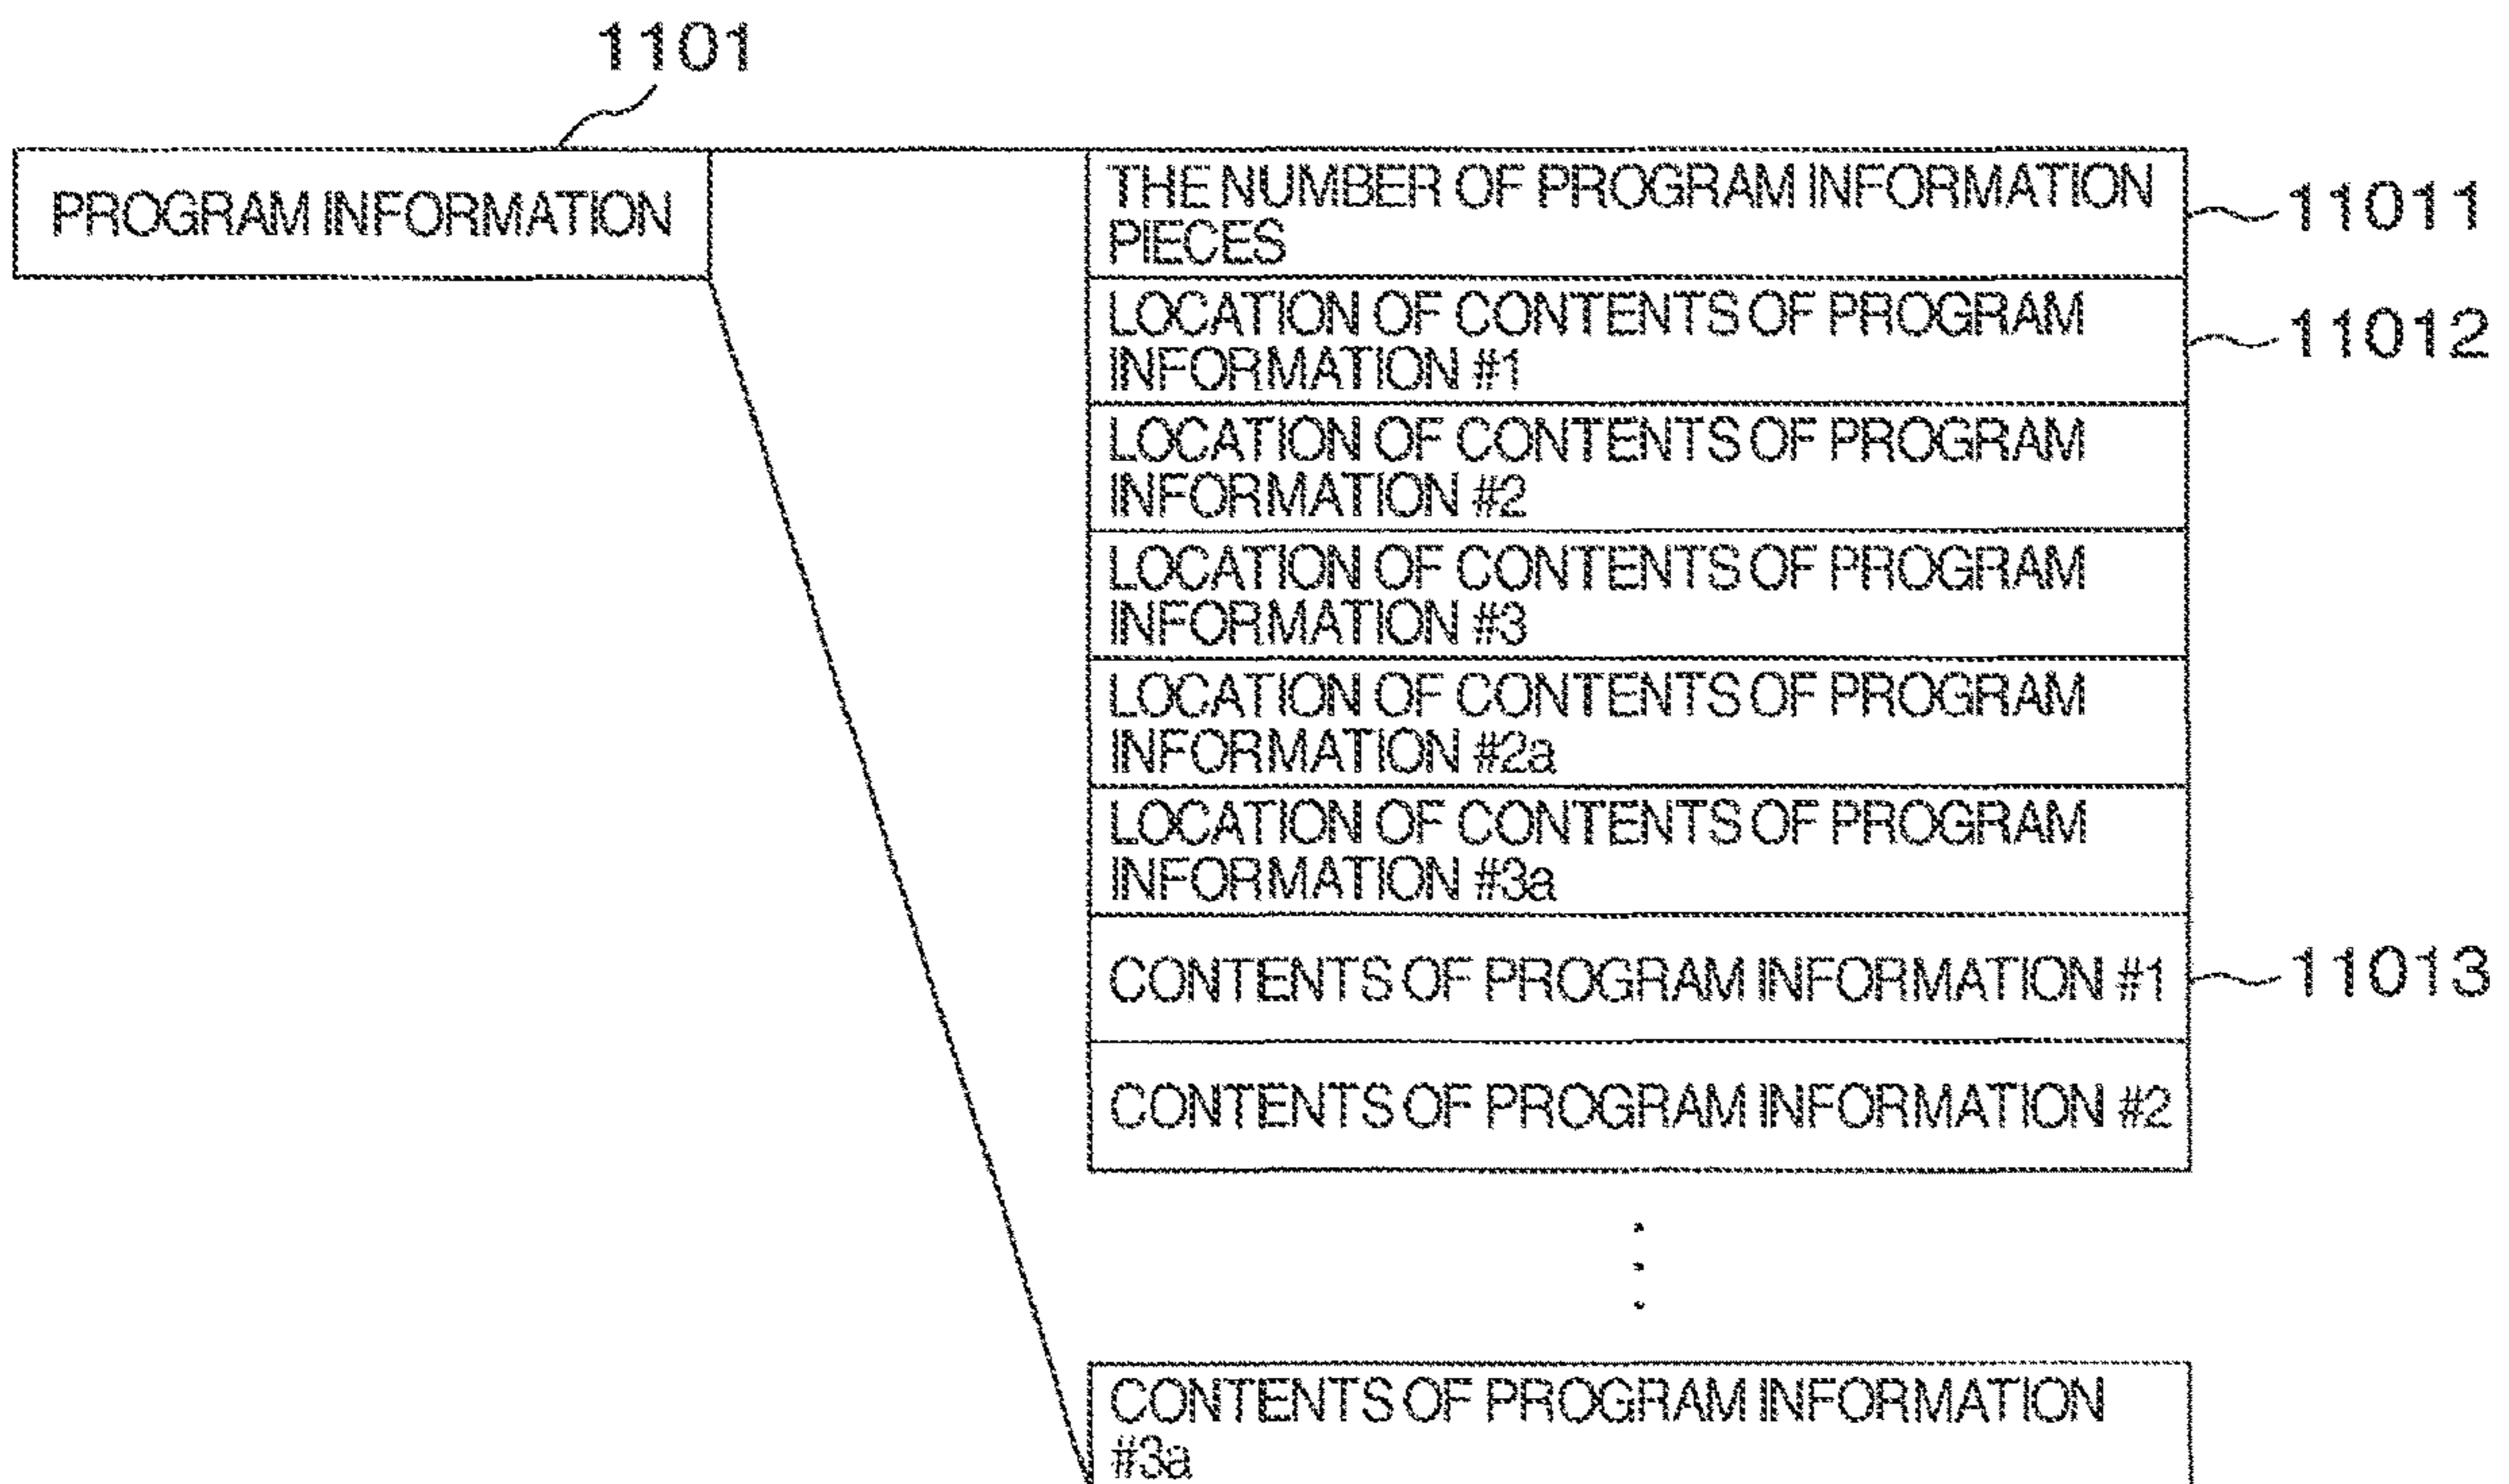 1101
PROGRAM INFORMATION
THE NUMBER OF PROGRAM INFORMATION
PIECES
11011
LOCATION OF CONTENTS OF PROGRAM
INFORMATION #1
11012
LOCATION OF CONTENTS OF PROGRAM
INFORMATION #2
LOCATION OF CONTENTS OF PROGRAM
INFORMATION #3
LOCATION OF CONTENTS OF PROGRAM
INFORMATION #2a
LOCATION OF CONTENTS OF PROGRAM
INFORMATION #3a
CONTENTS OF PROGRAM INFORMATION #1
11013
CONTENTS OF PROGRAM INFORMATION #2
CONTENTS OF PROGRAM INFORMATION
#3a